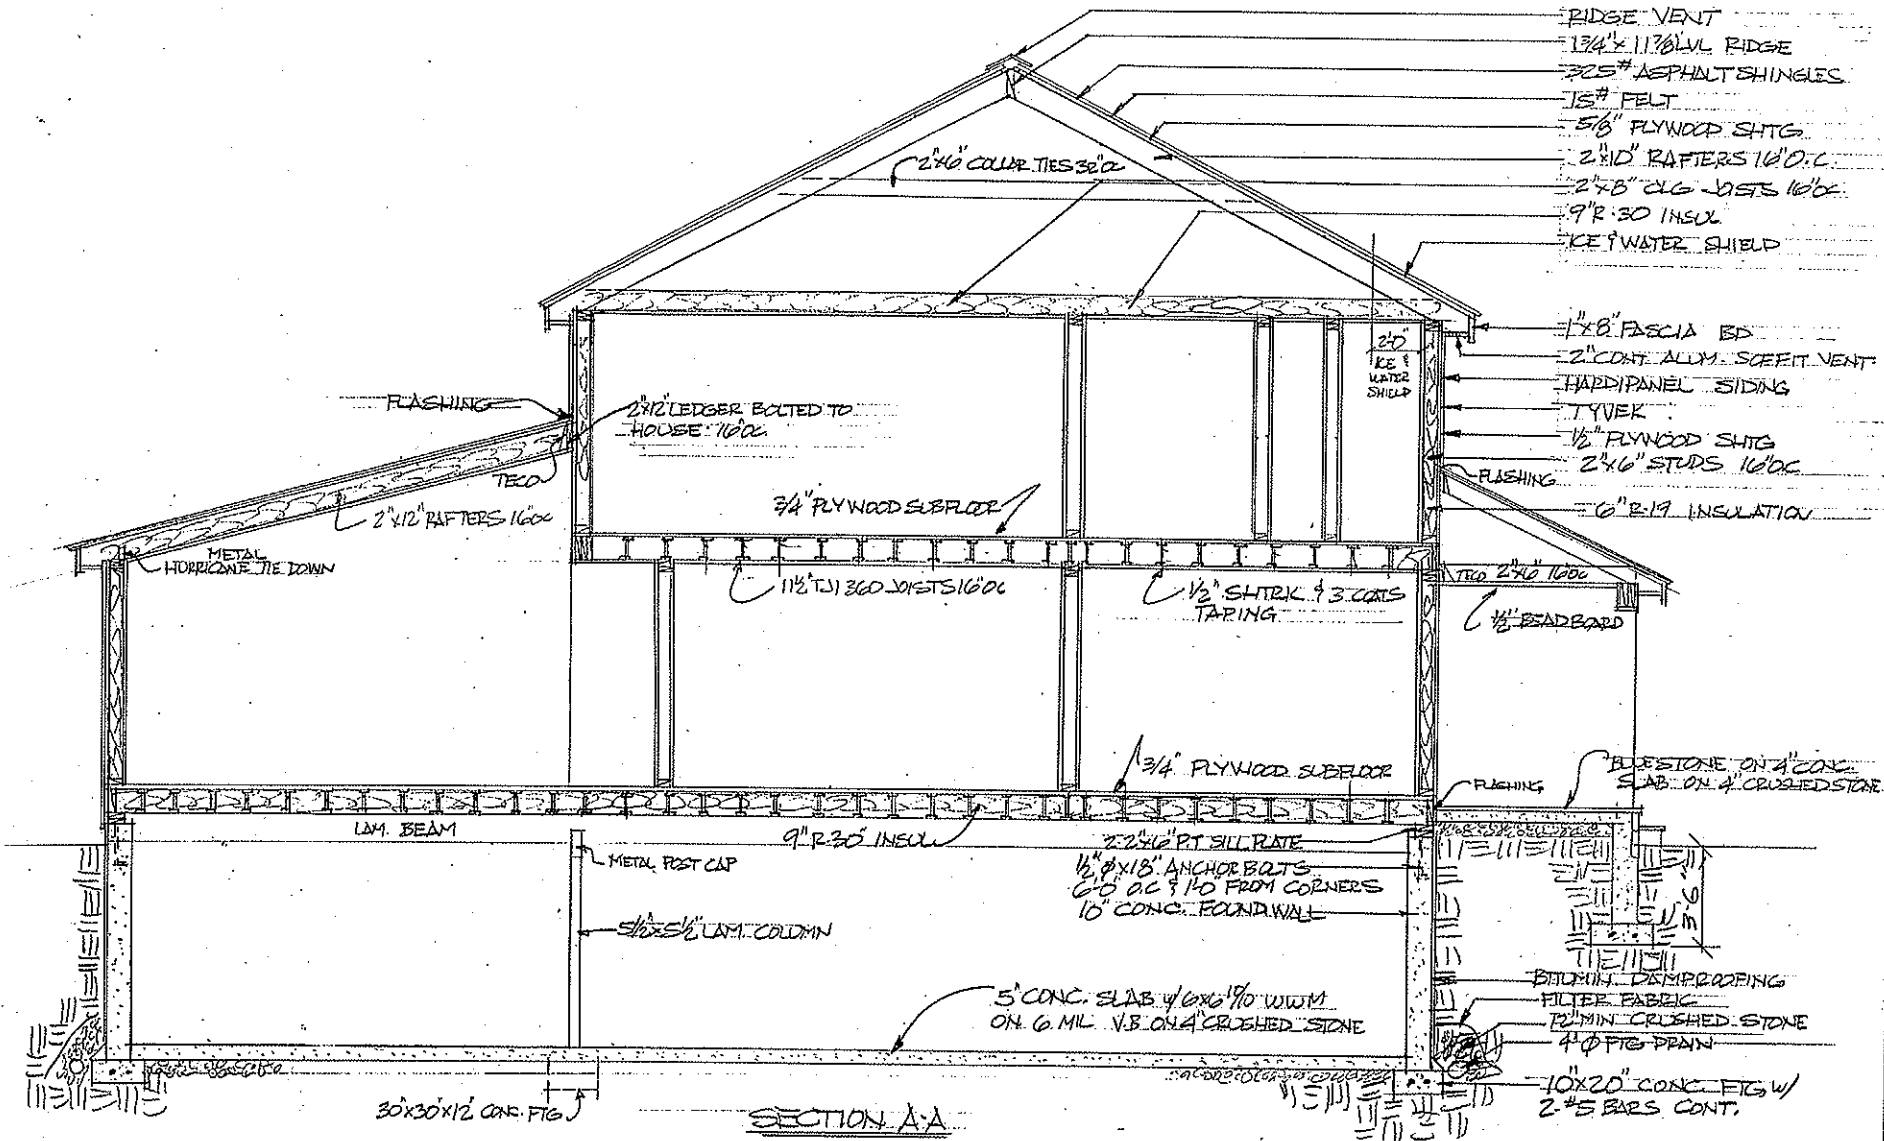 RIDGE VENT
1 3/4" x 11 7/8" LVL RIDGE
325# ASPHALT SHINGLES
15# FELT
5/8" PLYWOOD SHTG
2"x10" RAFTERS 16"O.C.
2"x8" CLG JOISTS 16"OC
9" R-30 INSUL
ICE & WATER SHIELD
2"x6" COLLAR TIES 32"OC
1"x8" FASCIA BD
2" CONT. ALUM. SOFFIT VENT
HARDIPANEL SIDING
TYVEK
1/2" PLYWOOD SHTG
2"x6" STUDS 16"OC
FLASHING
6" R-19 INSULATION
2'0"
ICE &
WATER
SHIELD
FLASHING
2"x12" LEDGER BOLTED TO
HOUSE 16"OC.
TECO
2"x12" RAFTERS 16"OC
METAL
HURRICANE TIE DOWN
3/4" PLYWOOD SUBFLOOR
11 1/2" TJI 360 JOISTS 16"OC
1/2" SHTRK & 3 COATS
TAPING
TECO 2"x6" 16"OC
1/2" BEADBOARD
3/4" PLYWOOD SUBFLOOR
FLASHING
BLUESTONE ON 4" CONC.
SLAB ON 4" CRUSHED STONE
LAM. BEAM
9" R-30 INSUL
METAL POST CAP
2-2"x6" P.T SILL PLATE
1/2" Ø x18" ANCHOR BOLTS
6'-0" O.C & 1'-0" FROM CORNERS
10" CONC. FOUND WALL
3'-6"
5 1/2"x5 1/2" LAM. COLUMN
5" CONC. SLAB W/ 6x6 10/10 WWM
ON 6 MIL V.B ON 4" CRUSHED STONE
DAMPROOFING
FILTER FABRIC
12" MIN CRUSHED STONE
4" Ø FTG DRAIN
10"x20" CONC. FTG W/
2-#5 BARS CONT.
30"x30"x12" CONC. FTG
SECTION A-A